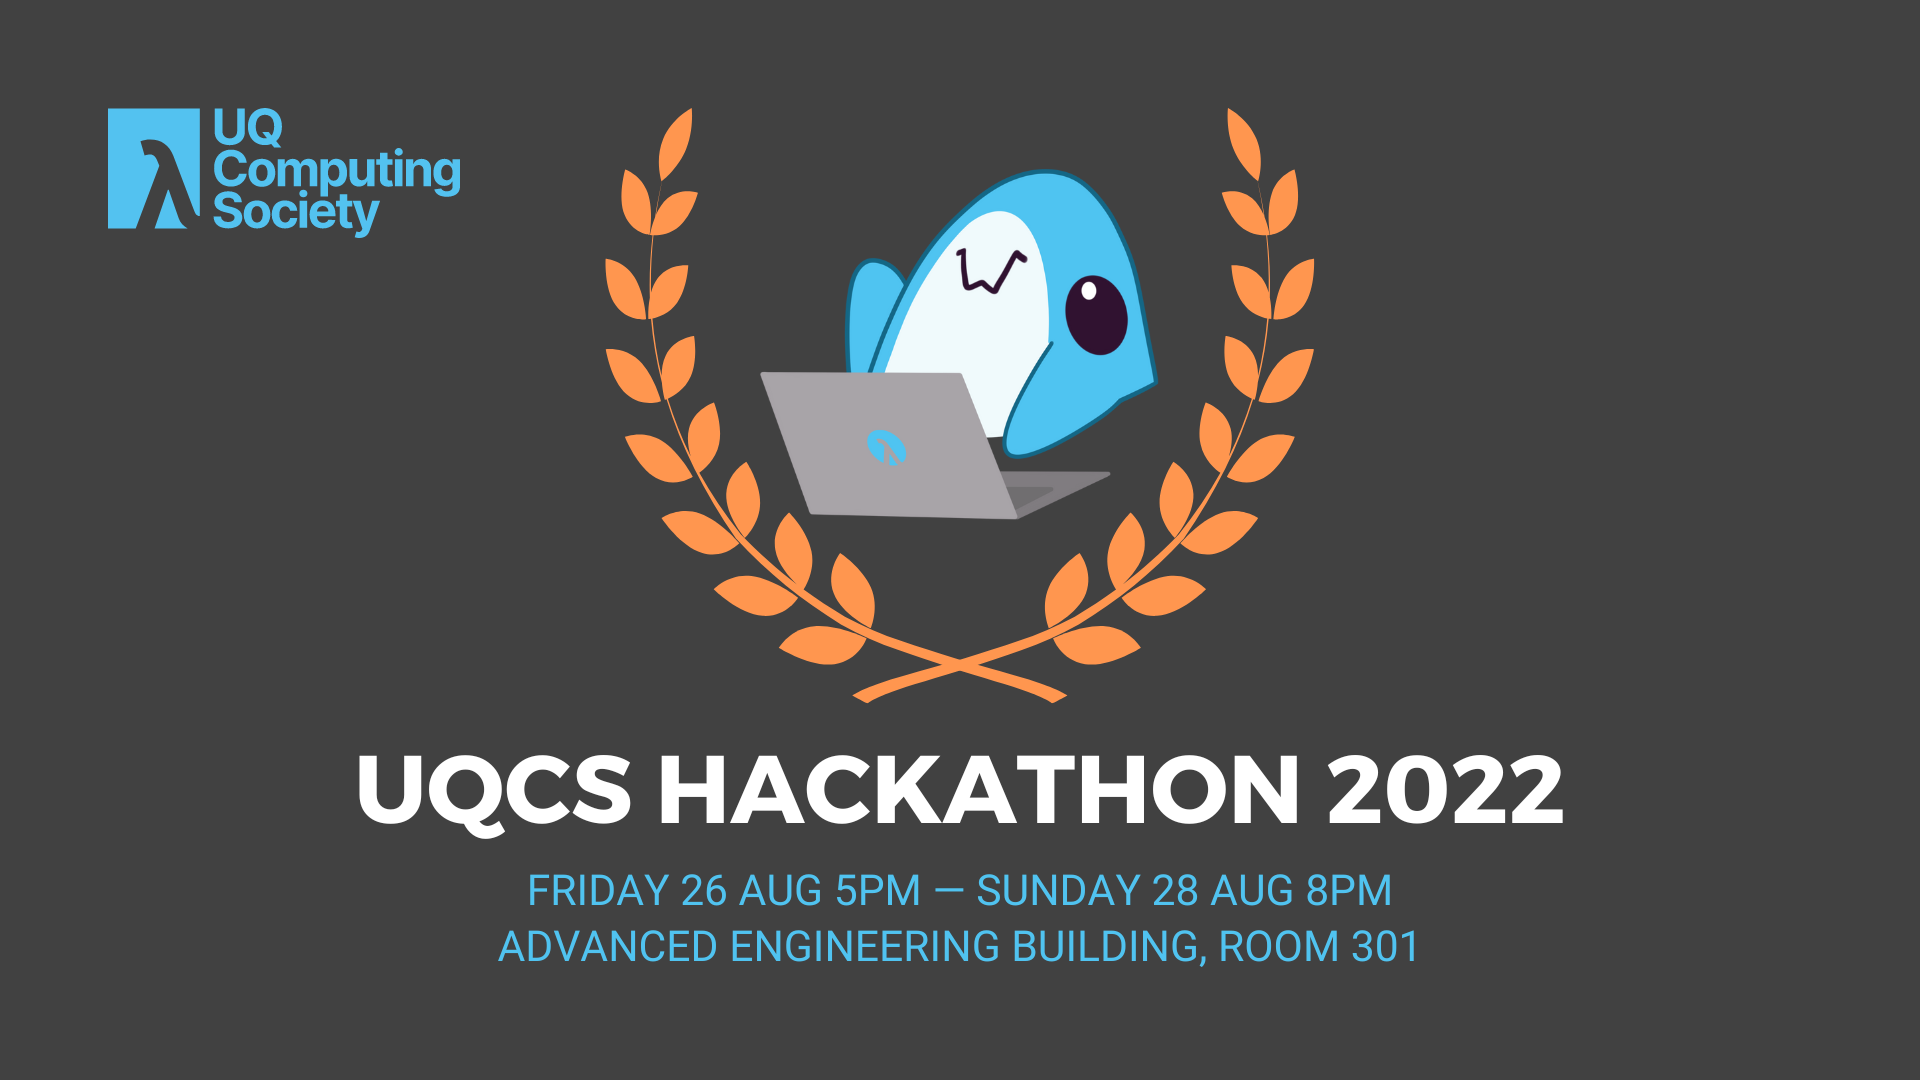 UQ
Computing
Society
UQCS HACKATHON 2022
FRIDAY 26 AUG 5PM — SUNDAY 28 AUG 8PM
ADVANCED ENGINEERING BUILDING, ROOM 301